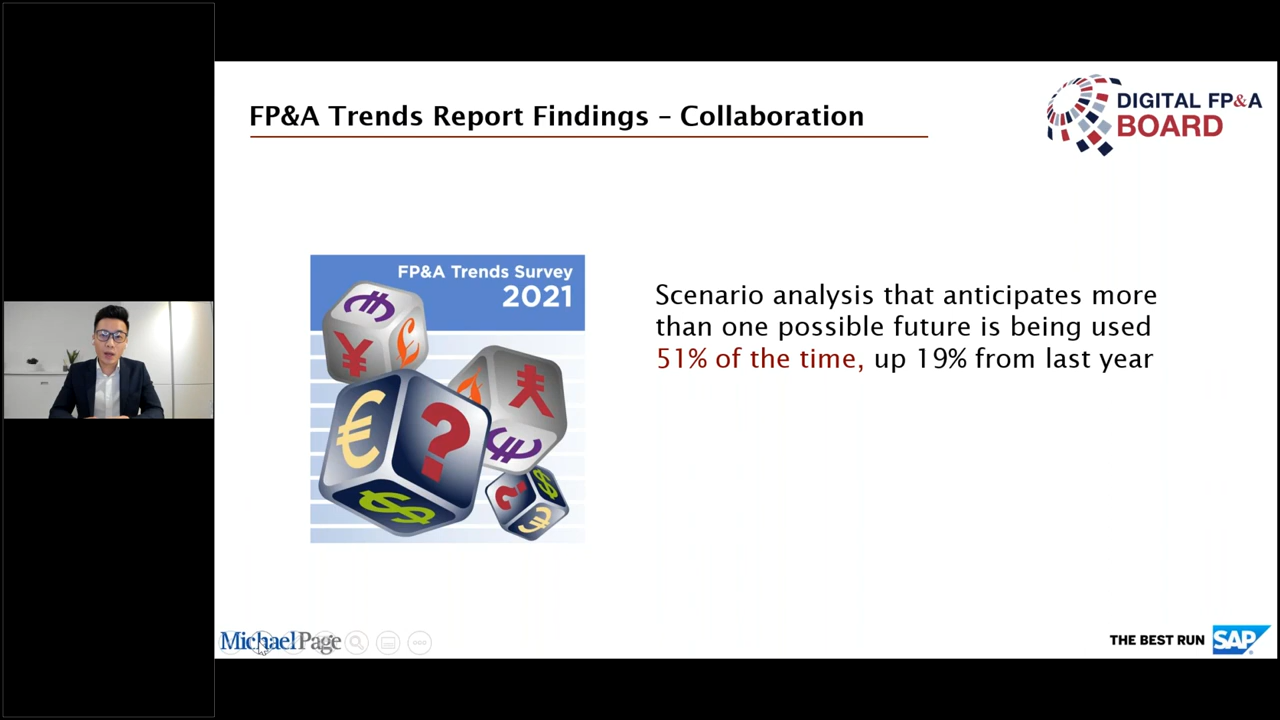 FP&A Trends Report Findings – Collaboration
DIGITAL FP&A
BOARD
FP&A Trends Survey
2021
Scenario analysis that anticipates more
than one possible future is being used
51% of the time, up 19% from last year
MichaelPage
THE BEST RUN SAP